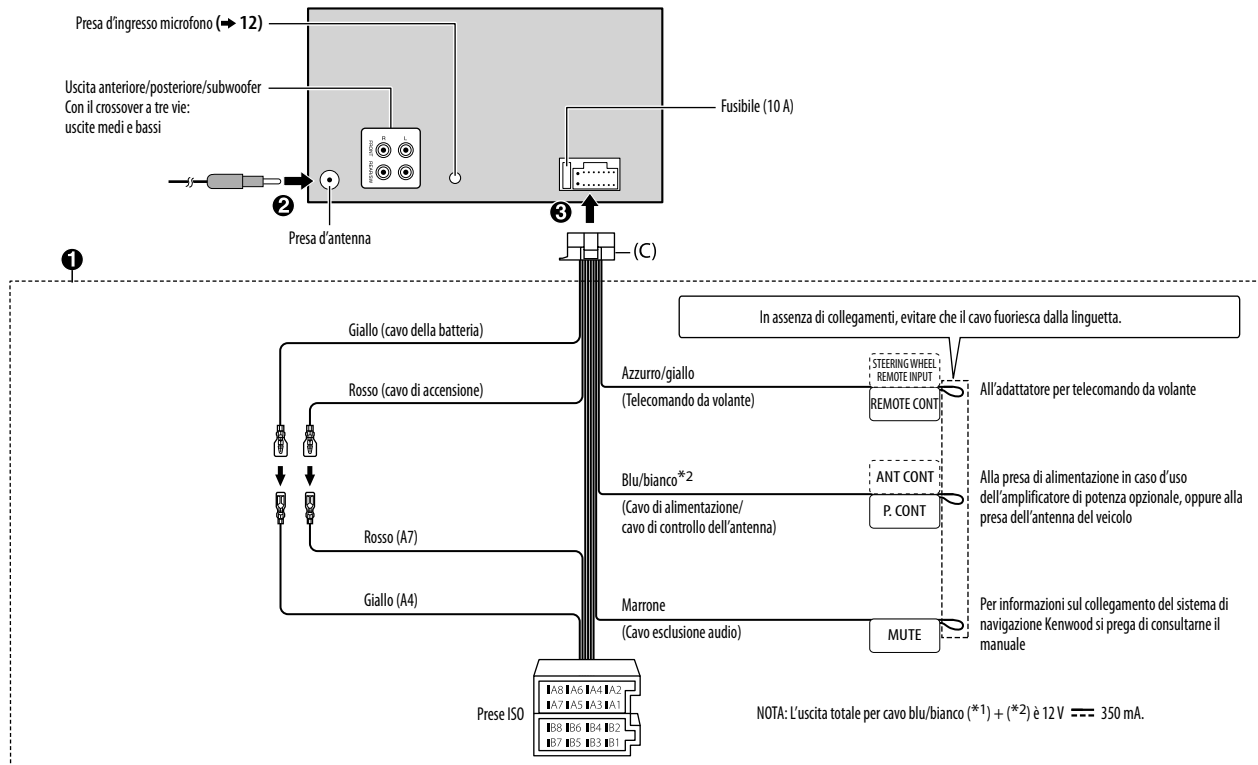 Presa d'ingresso microfono (➜ 12)
Uscita anteriore/posteriore/subwoofer
Con il crossover a tre vie:
uscite medi e bassi
Fusibile (10 A)
R L
FRONT
REAR/SW
❷
❸
Presa d'antenna
(C)
❶
In assenza di collegamenti, evitare che il cavo fuoriesca dalla linguetta.
Giallo (cavo della batteria)
Rosso (cavo di accensione)
Azzurro/giallo
(Telecomando da volante)
STEERING WHEEL
REMOTE INPUT
REMOTE CONT
All'adattatore per telecomando da volante
Blu/bianco*2
(Cavo di alimentazione/
cavo di controllo dell'antenna)
ANT CONT
P. CONT
Alla presa di alimentazione in caso d'uso
dell'amplificatore di potenza opzionale, oppure alla
presa dell'antenna del veicolo
Rosso (A7)
Giallo (A4)
Marrone
(Cavo esclusione audio)
MUTE
Per informazioni sul collegamento del sistema di
navigazione Kenwood si prega di consultarne il
manuale
Prese ISO
A8 A6 A4 A2
A7 A5 A3 A1
B8 B6 B4 B2
B7 B5 B3 B1
NOTA: L'uscita totale per cavo blu/bianco (*1) + (*2) è 12 V ⎓ 350 mA.